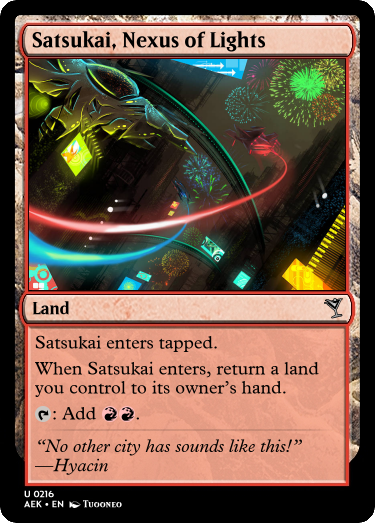 Satsukai, Nexus of Lights
Land
Satsukai enters tapped.
When Satsukai enters, return a land
you control to its owner's hand.
: Add .
“No other city has sounds like this!”
—Hyacin
U 0216
AEK • EN Tuooneo